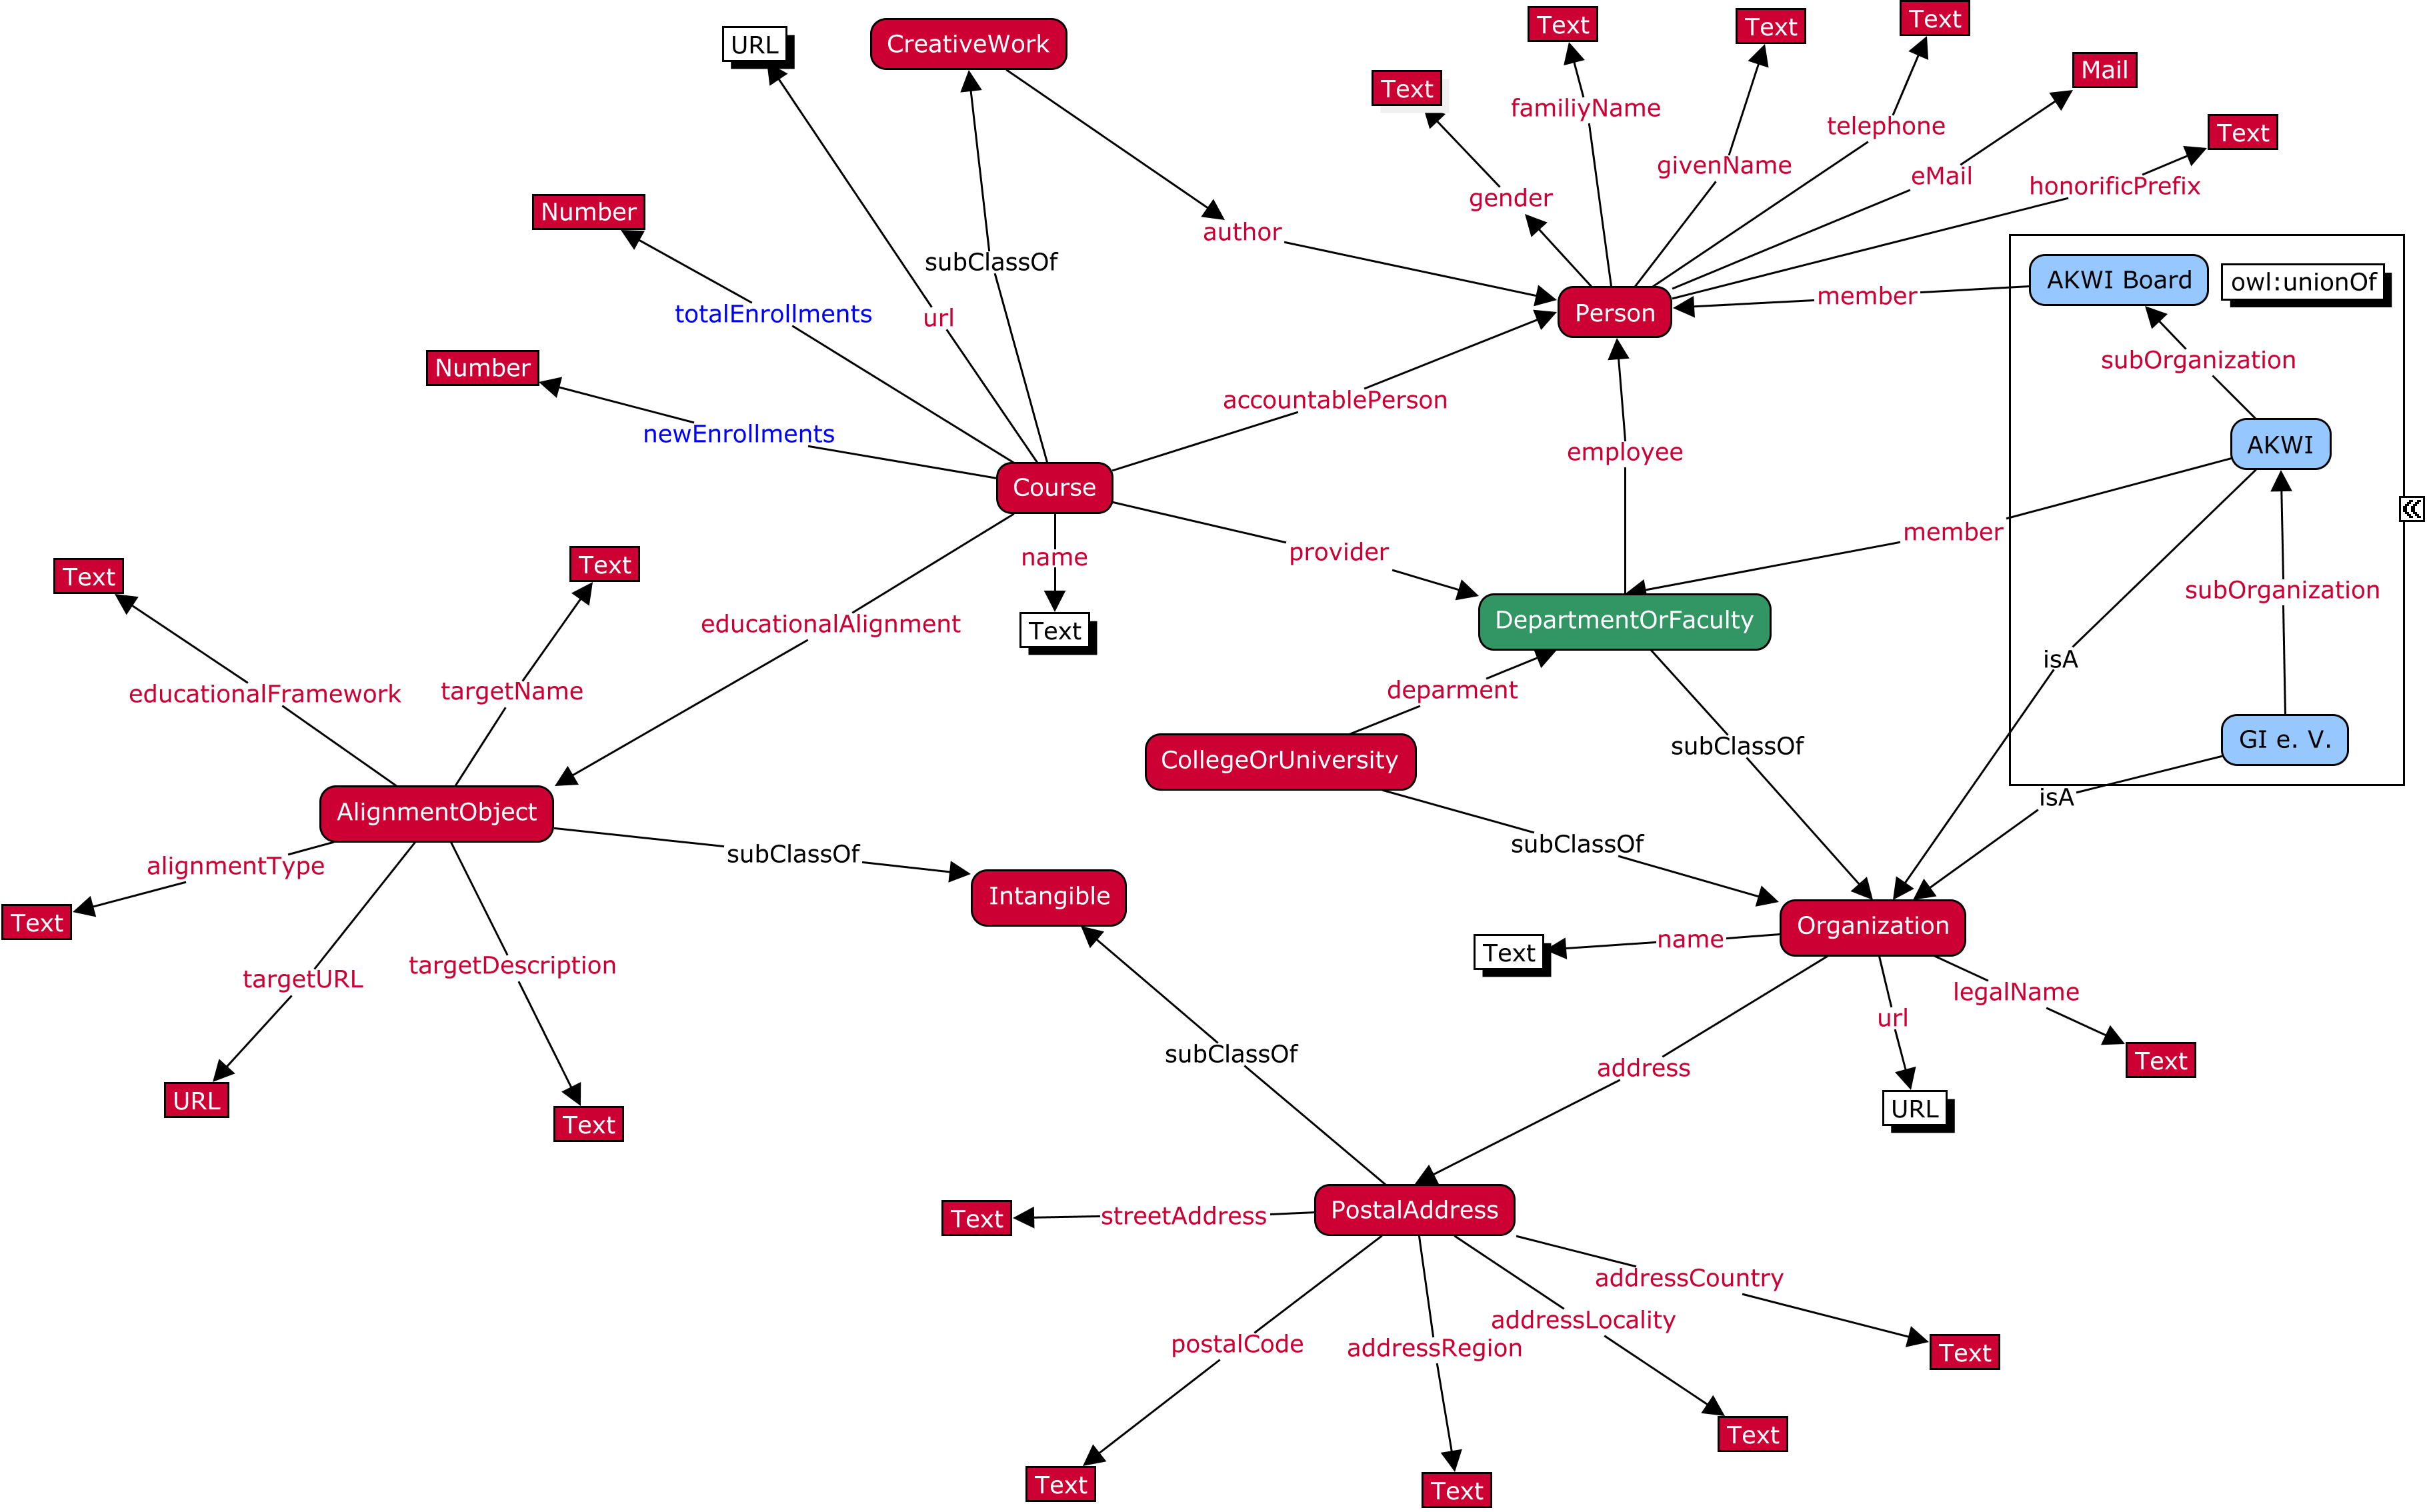 Text
Text
Text
URL
CreativeWork
Mail
Text
familiyName
telephone
Text
givenName
eMail
honorificPrefix
gender
Number
author
subClassOf
AKWI Board
owl:unionOf
member
totalEnrollments
url
Person
subOrganization
Number
accountablePerson
newEnrollments
employee
AKWI
Course
member
provider
name
Text
Text
subOrganization
educationalAlignment
Text
DepartmentOrFaculty
isA
educationalFramework
targetName
deparment
subClassOf
GI e. V.
CollegeOrUniversity
isA
AlignmentObject
subClassOf
subClassOf
alignmentType
Intangible
Text
Organization
name
Text
targetDescription
targetURL
legalName
url
subClassOf
address
Text
URL
URL
Text
PostalAddress
streetAddress
Text
addressCountry
addressLocality
postalCode
addressRegion
Text
Text
Text
Text